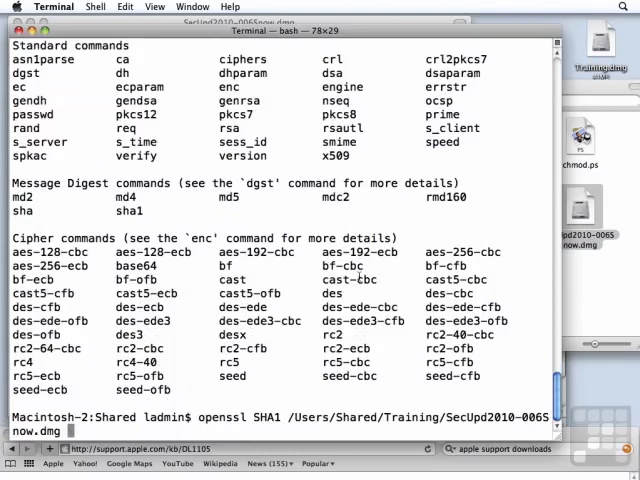 Terminal Shell Edit View Window Help
SecUpd2010-006Snow.dmg
Terminal — bash — 78×29
Standard commands
asn1parse ca ciphers crl crl2pkcs7
dgst dh dhparam dsa dsaparam
ec ecparam enc engine errstr
gendh gendsa genrsa nseq ocsp
passwd pkcs12 pkcs7 pkcs8 prime
rand req rsa rsautl s_client
s_server s_time sess_id smime speed
spkac verify version x509
Message Digest commands (see the `dgst' command for more details)
md2 md4 md5 mdc2 rmd160
sha sha1
Cipher commands (see the `enc' command for more details)
aes-128-cbc aes-128-ecb aes-192-cbc aes-192-ecb aes-256-cbc
aes-256-ecb base64 bf bf-cbc bf-cfb
bf-ecb bf-ofb cast cast-cbc cast5-cbc
cast5-cfb cast5-ecb cast5-ofb des des-cbc
des-cfb des-ecb des-ede des-ede-cbc des-ede-cfb
des-ede-ofb des-ede3 des-ede3-cbc des-ede3-cfb des-ede3-ofb
des-ofb des3 desx rc2 rc2-40-cbc
rc2-64-cbc rc2-cbc rc2-cfb rc2-ecb rc2-ofb
rc4 rc4-40 rc5 rc5-cbc rc5-cfb
rc5-ecb rc5-ofb seed seed-cbc seed-cfb
seed-ecb seed-ofb
Macintosh-2:Shared ladmin$ openssl SHA1 /Users/Shared/Training/SecUpd2010-006S
now.dmg
Training.dmg
PS
chmod.ps
now.dmg
http://support.apple.com/kb/DL1105
apple support downloads
Apple Yahoo! Google Maps YouTube Wikipedia News (155) Popular